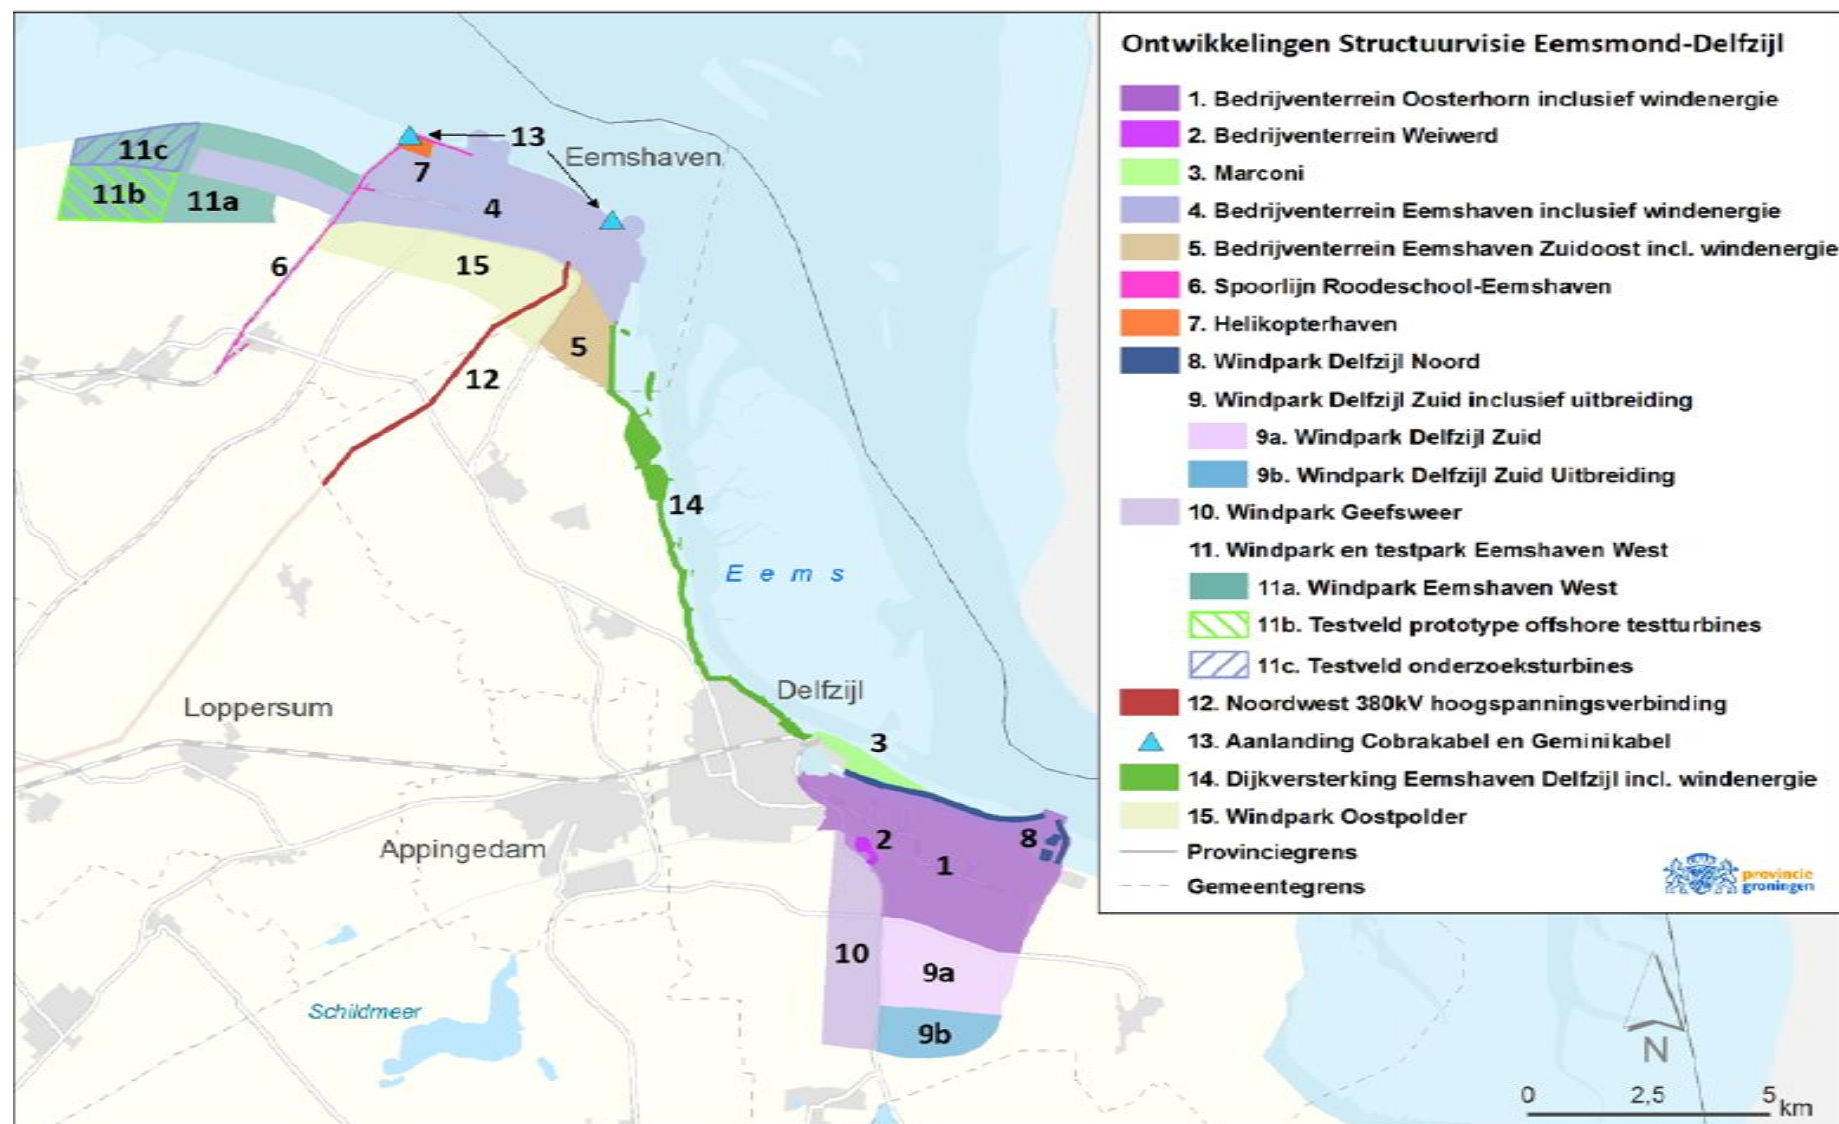 Ontwikkelingen Structuurvisie Eemsmond-Delfzijl
1. Bedrijventerrein Oosterhorn inclusief windenergie
2. Bedrijventerrein Weiwerd
3. Marconi
4. Bedrijventerrein Eemshaven inclusief windenergie
5. Bedrijventerrein Eemshaven Zuidoost incl. windenergie
6. Spoorlijn Roodeschool-Eemshaven
7. Helikopterhaven
8. Windpark Delfzijl Noord
9. Windpark Delfzijl Zuid inclusief uitbreiding
9a. Windpark Delfzijl Zuid
9b. Windpark Delfzijl Zuid Uitbreiding
10. Windpark Geefsweer
11. Windpark en testpark Eemshaven West
11a. Windpark Eemshaven West
11b. Testveld prototype offshore testturbines
11c. Testveld onderzoeksturbines
12. Noordwest 380kV hoogspanningsverbinding
13. Aanlanding Cobrakabel en Geminikabel
14. Dijkversterking Eemshaven Delfzijl incl. windenergie
15. Windpark Oostpolder
Provinciegrens
Gemeentegrens
provincie
groningen
13
Eemshaven
11c
7
11b
11a
4
6
15
5
12
14
Eems
Delfzijl
Loppersum
3
2
8
Appingedam
1
10
9a
Schildmeer
9b
N
0 2,5 5 km